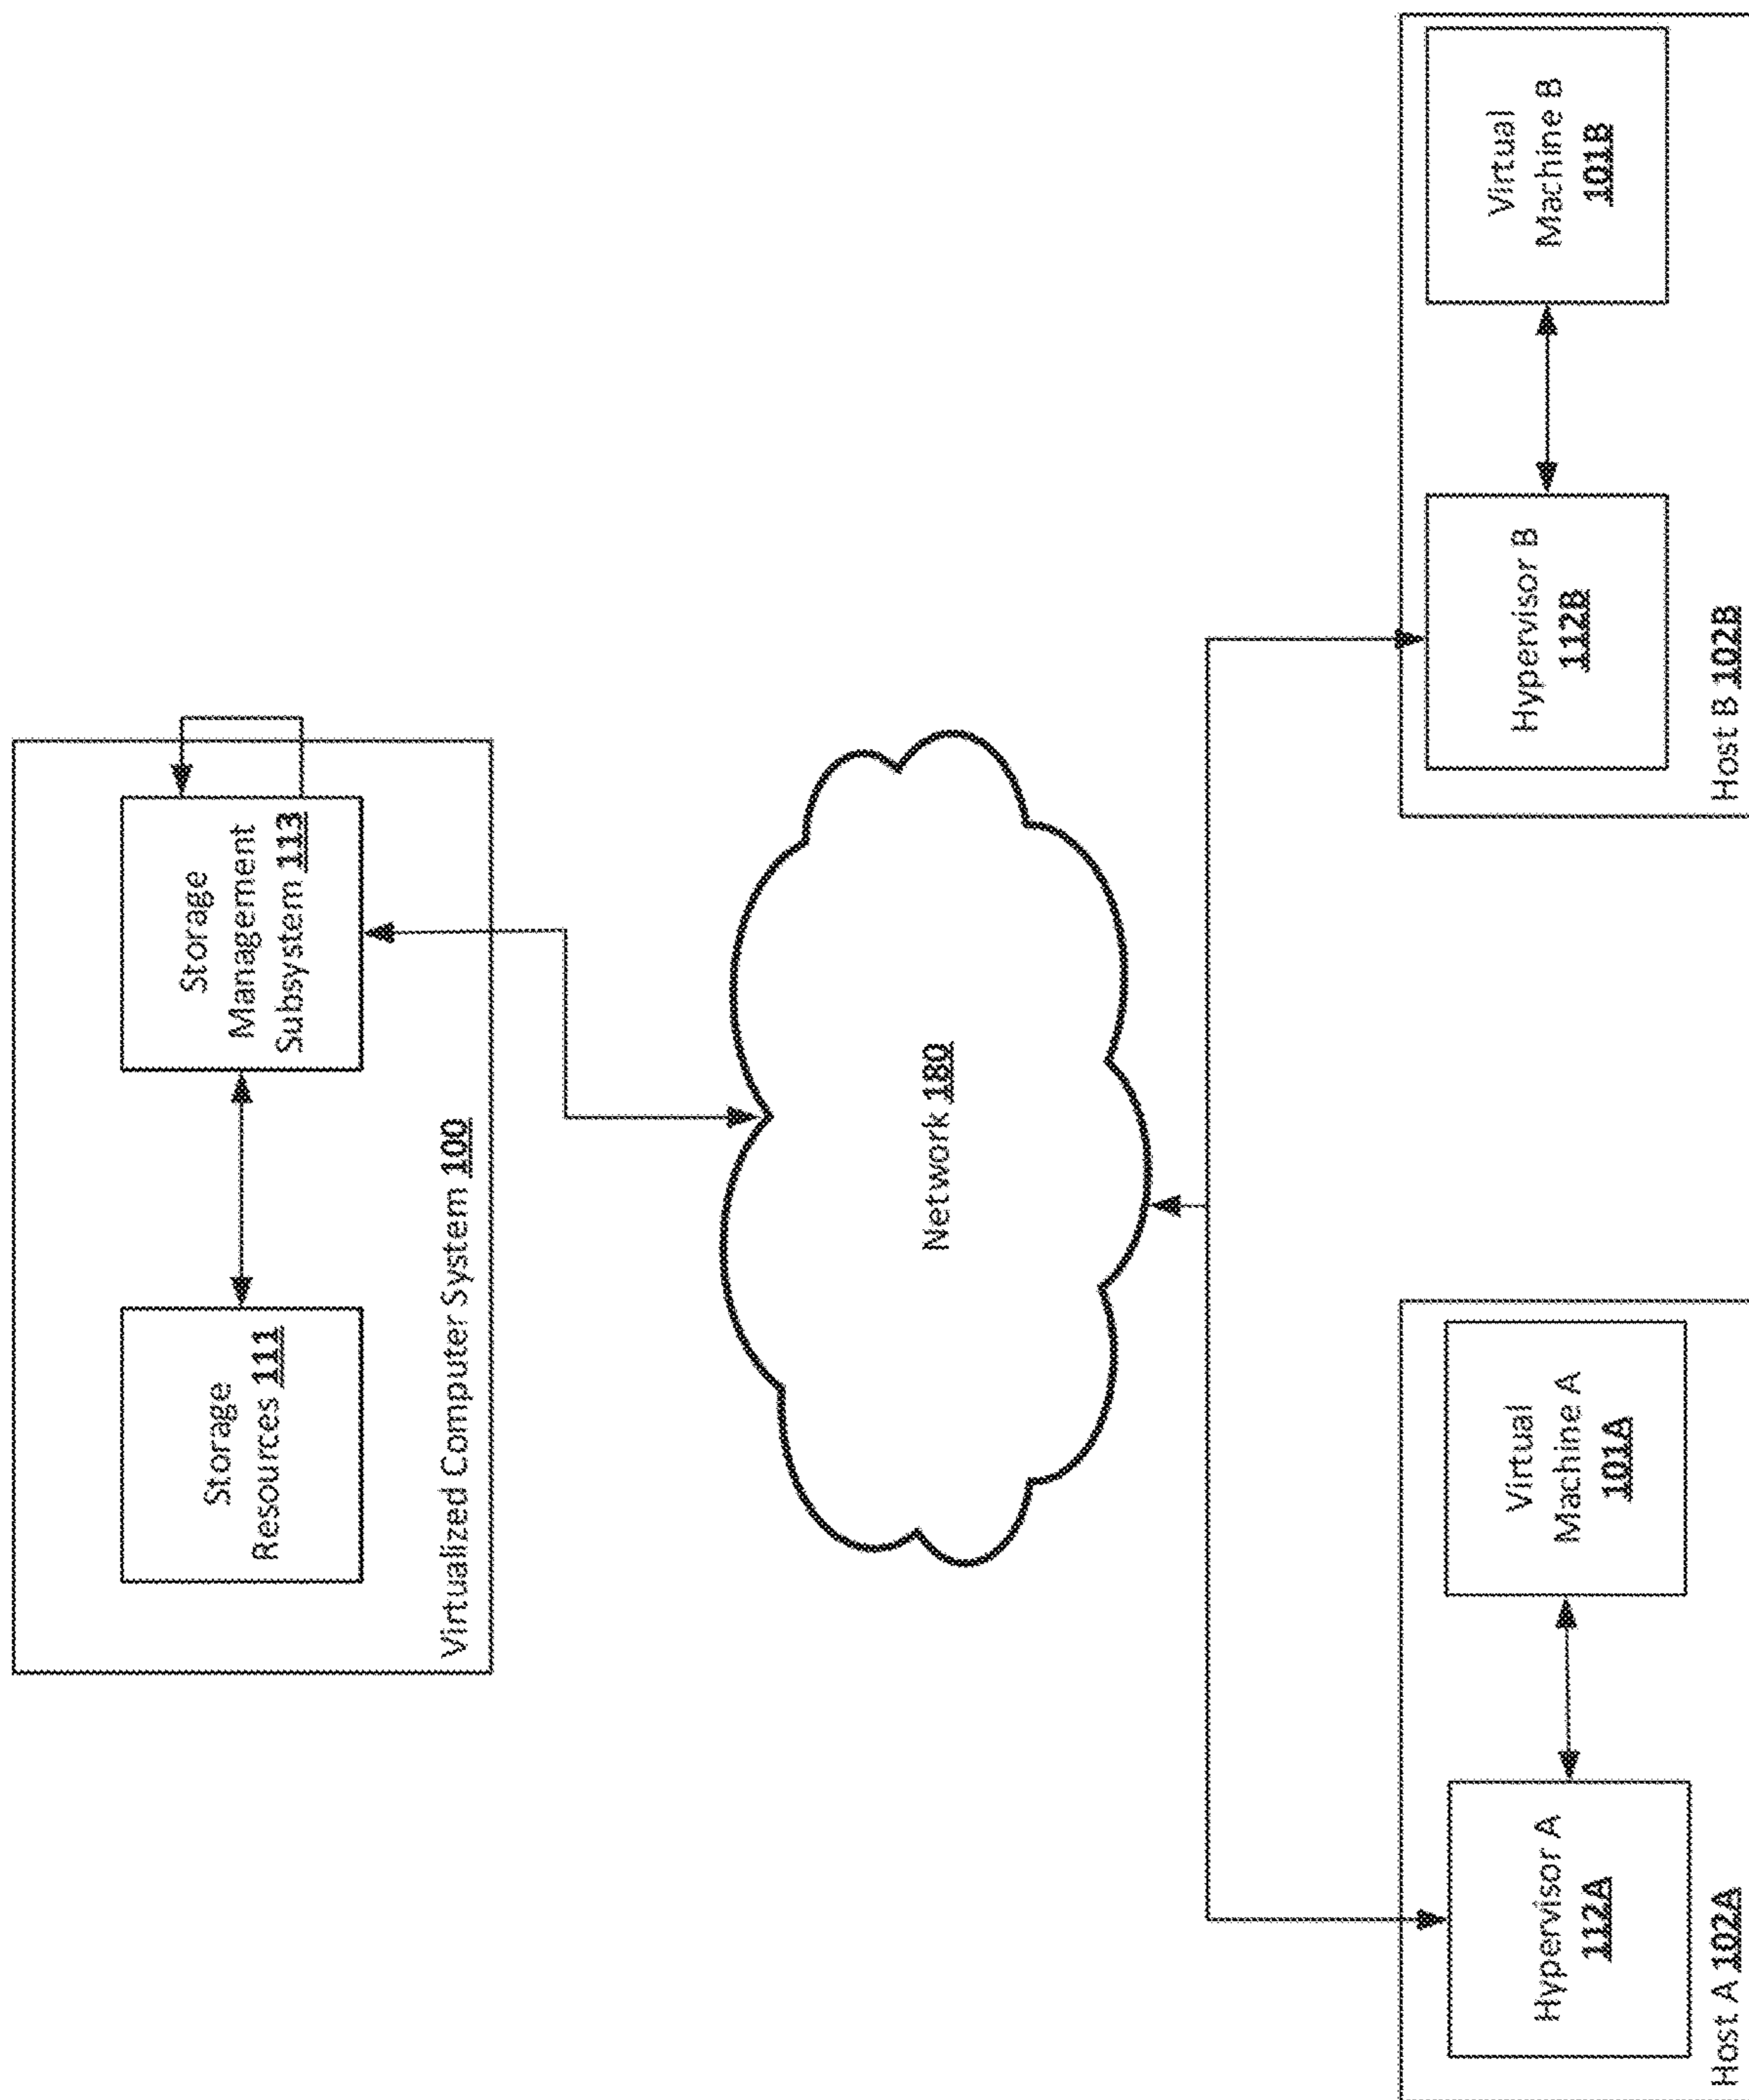 Storage
Resources 111
Storage
Management
Subsystem 113
Virtualized Computer System 100
Network 180
Hypervisor A
112A
Virtual
Machine A
101A
Host A 102A
Hypervisor B
112B
Virtual
Machine B
101B
Host B 102B